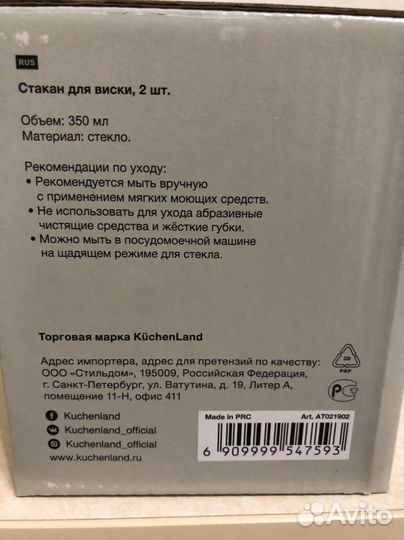 RUS
Стакан для виски, 2 шт.
Объем: 350 мл
Материал: стекло.
Рекомендации по уходу:
• Рекомендуется мыть вручную
с применением мягких моющих средств.
• Не использовать для ухода абразивные
чистящие средства и жёсткие губки.
• Можно мыть в посудомоечной машине
на щадящем режиме для стекла.
Торговая марка KüchenLand
Адрес импортера, адрес для претензий по качеству:
ООО «Стильдом», 195009, Российская Федерация,
г. Санкт-Петербург, ул. Ватутина, д. 19, Литер А,
помещение 11-Н, офис 411
20
PAP
Kuchenland
Kuchenland_official
Kuchenland_official
www.kuchenland.ru
Made in PRC
Art. AT021902
6 909999 547593
Avito